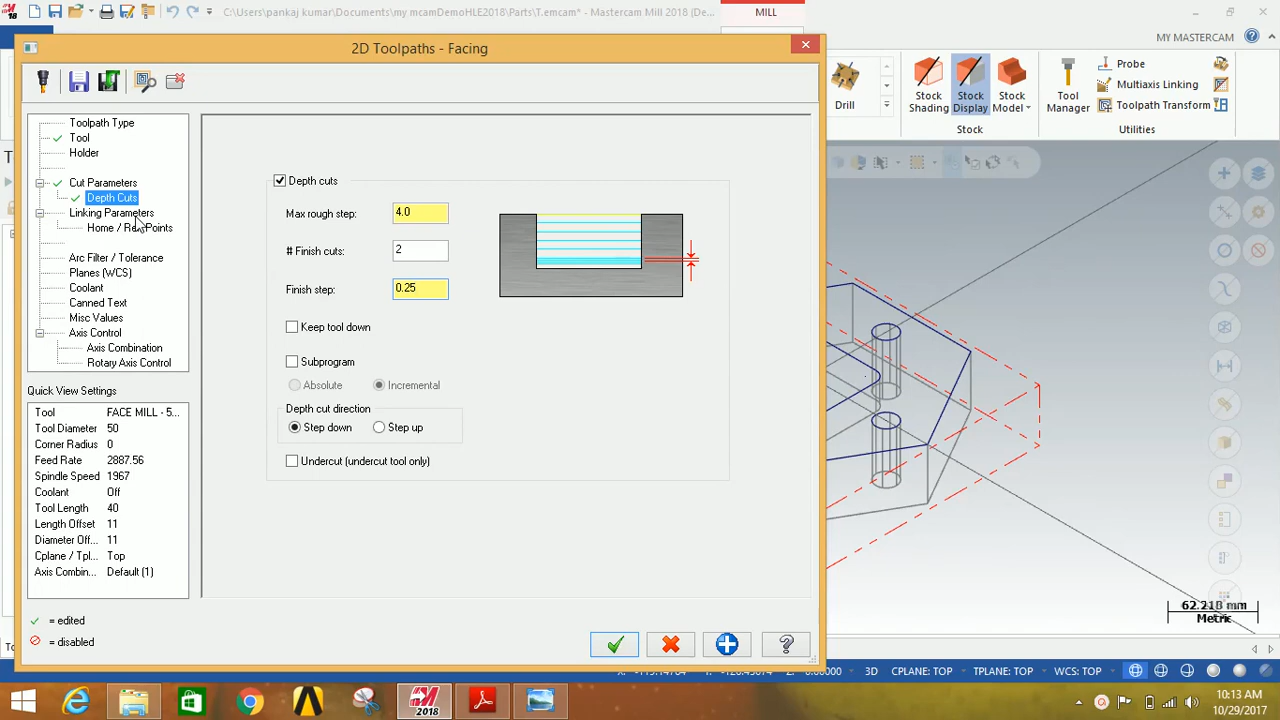 C:\Users\pankaj kumar\Documents\my mcamDemoHLE2018\Parts\T.emcam* - Mastercam Mill 2018 (De...
MILL
2D Toolpaths - Facing
MY MASTERCAM
Toolpath Type
Tool
Holder
Cut Parameters
Depth Cuts
Linking Parameters
Home / Ref. Points
Arc Filter / Tolerance
Planes (WCS)
Coolant
Canned Text
Misc Values
Axis Control
Axis Combination
Rotary Axis Control
Quick View Settings
Tool FACE MILL - 5...
Tool Diameter 50
Corner Radius 0
Feed Rate 2887.56
Spindle Speed 1967
Coolant Off
Tool Length 40
Length Offset 11
Diameter Off... 11
Cplane / Tpl... Top
Axis Combin... Default (1)
= edited
= disabled
Depth cuts
Max rough step: 4.0
# Finish cuts: 2
Finish step: 0.25
Keep tool down
Subprogram
Absolute Incremental
Depth cut direction
Step down Step up
Undercut (undercut tool only)
Drill
Stock Shading
Stock Display
Stock Model
Stock
Tool Manager
Probe
Multiaxis Linking
Toolpath Transform
Utilities
62.218 mm
Metric
3D CPLANE: TOP TPLANE: TOP WCS: TOP
2018
10:13 AM
10/29/2017